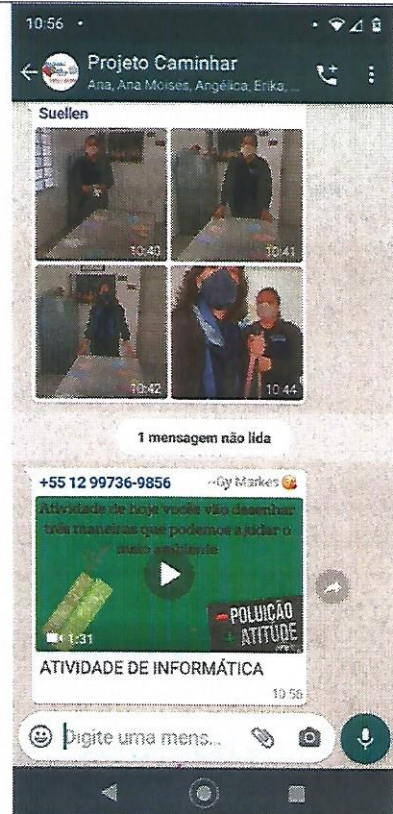 10:56
Projeto Caminhar
Ana, Ana Moises, Angélica, Erika, ...
Suellen
10:40
10:41
10:42
10:44
1 mensagem não lida
+55 12 99736-9856 ~Gy Markes
Atividade de hoje vocês vão desenhar
três maneiras que podemos ajudar o
meio ambiente
POLUIÇÃO
+ ATITUDE
1:31
ATIVIDADE DE INFORMÁTICA
10:56
Digite uma mens...